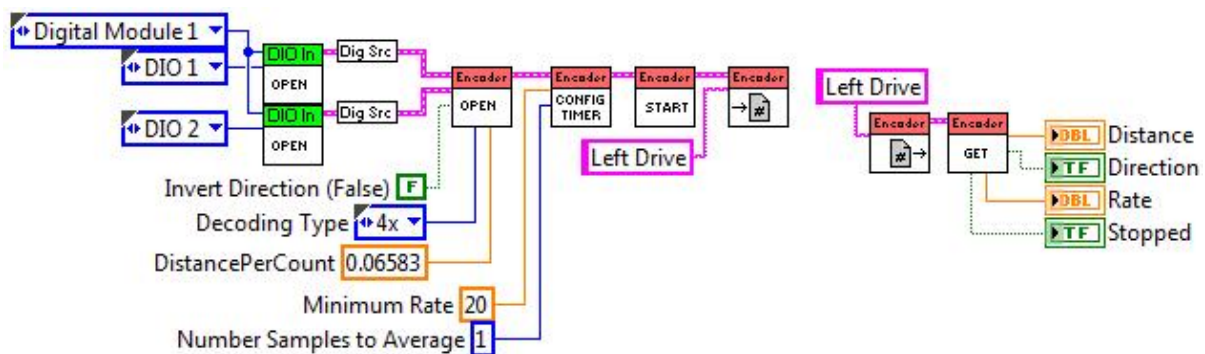 Digital Module 1
DIO 1
DIO 2
DIO In
OPEN
Dig Src
DIO In
OPEN
Dig Src
Encoder
OPEN
Encoder
CONFIG
TIMER
Encoder
START
Encoder
#
Left Drive
Invert Direction (False) F
Decoding Type 4x
DistancePerCount 0.06583
Minimum Rate 20
Number Samples to Average 1
Left Drive
Encoder
#
Encoder
GET
DBL Distance
TF Direction
DBL Rate
TF Stopped